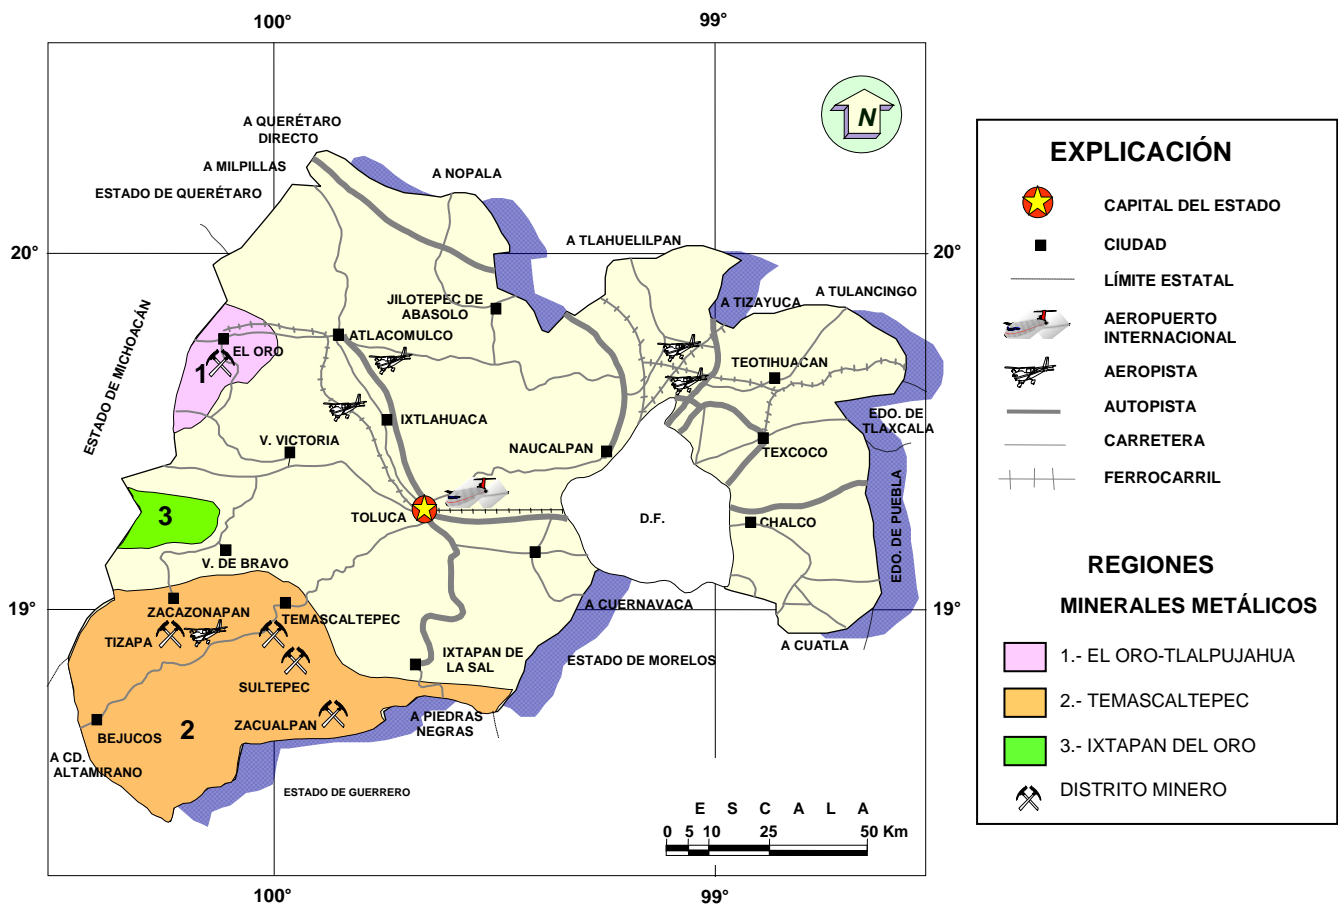 100°
99°
N
A QUERÉTARO
DIRECTO
A MILPILLAS
A NOPALA
ESTADO DE QUERÉTARO
20°
A TLAHUELILPAN
20°
A TULANCINGO
A TIZAYUCA
JILOTEPEC DE
ABASOLO
ESTADO DE MICHOACÁN
ATLACOMULCO
EL ORO
1
TEOTIHUACAN
IXTLAHUACA
EDO. DE
TLAXCALA
V. VICTORIA
NAUCALPAN
TEXCOCO
3
TOLUCA
D.F.
CHALCO
EDO. DE PUEBLA
V. DE BRAVO
19°
ZACAZONAPAN
TEMASCALTEPEC
A CUERNAVACA
19°
TIZAPA
A CUATLA
IXTAPAN DE
LA SAL
ESTADO DE MORELOS
SULTEPEC
2
ZACUALPAN
A PIEDRAS
NEGRAS
BEJUCOS
A CD.
ALTAMIRANO
ESTADO DE GUERRERO
E S C A L A
0 5 10 25 50 Km
100°
99°
EXPLICACIÓN
CAPITAL DEL ESTADO
CIUDAD
LÍMITE ESTATAL
AEROPUERTO
INTERNACIONAL
AEROPISTA
AUTOPISTA
CARRETERA
FERROCARRIL
REGIONES
MINERALES METÁLICOS
1.- EL ORO-TLALPUJAHUA
2.- TEMASCALTEPEC
3.- IXTAPAN DEL ORO
DISTRITO MINERO